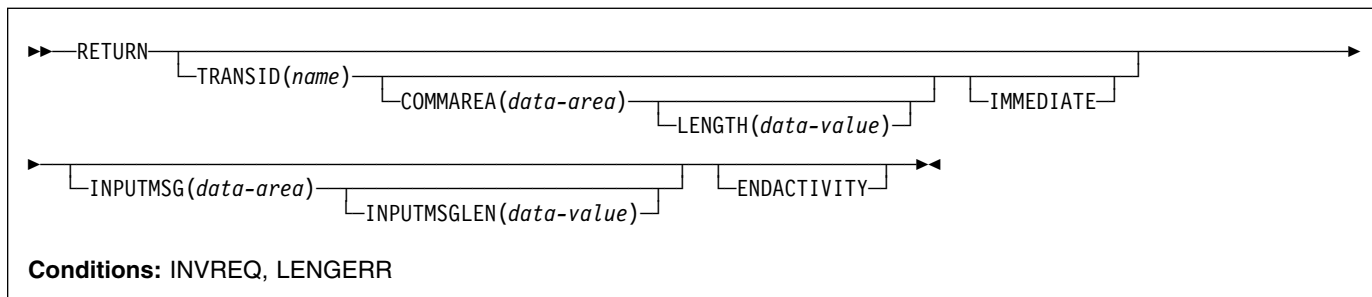 RETURN
TRANSID(name)
COMMAREA(data-area) IMMEDIATE
LENGTH(data-value)
INPUTMSG(data-area) ENDACTIVITY
INPUTMSGLEN(data-value)
Conditions: INVREQ, LENGERR